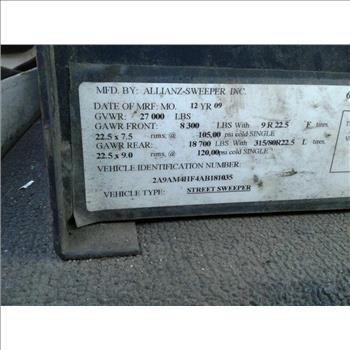 MFD. BY: ALLIANZ-SWEEPER INC.
DATE OF MRF: MO. 12 YR 09
GVWR: 27 000 LBS
GAWR FRONT: 8 300 LBS With 9 R 22.5 F tires,
22.5 x 7.5 rims, @ 105,00 psi cold SINGLE
GAWR REAR: 18 700 LBS With 315/80R22.5 L tires,
22.5 x 9.0 rims, @ 120,00 psi cold SINGLE
VEHICLE IDENTIFICATION NUMBER:
2A9AM4HF4AB181035
VEHICLE TYPE: STREET SWEEPER